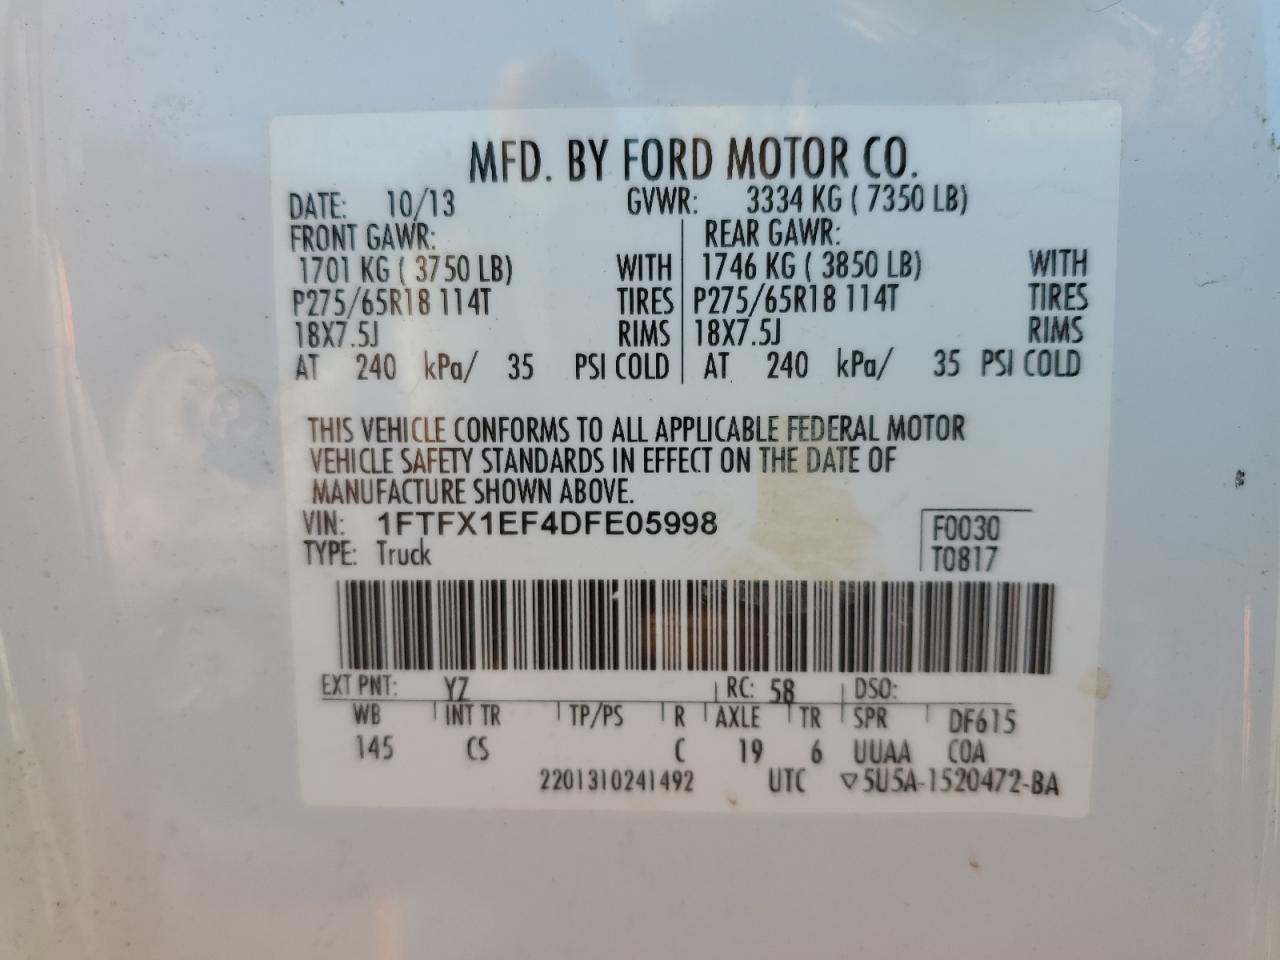 MFD. BY FORD MOTOR CO.
DATE: 10/13 GVWR: 3334 KG ( 7350 LB)
FRONT GAWR: REAR GAWR:
1701 KG ( 3750 LB) WITH 1746 KG ( 3850 LB) WITH
P275/65R18 114T TIRES P275/65R18 114T TIRES
18X7.5J RIMS 18X7.5J RIMS
AT 240 kPa/ 35 PSI COLD AT 240 kPa/ 35 PSI COLD
THIS VEHICLE CONFORMS TO ALL APPLICABLE FEDERAL MOTOR
VEHICLE SAFETY STANDARDS IN EFFECT ON THE DATE OF
MANUFACTURE SHOWN ABOVE.
VIN: 1FTFX1EF4DFE05998 F0030
TYPE: Truck T0817
EXT PNT: YZ RC: 58 DSO:
WB INT TR TP/PS R AXLE TR SPR DF615
145 CS C 19 6 UUAA COA
2201310241492 UTC ▽5U5A-1520472-BA